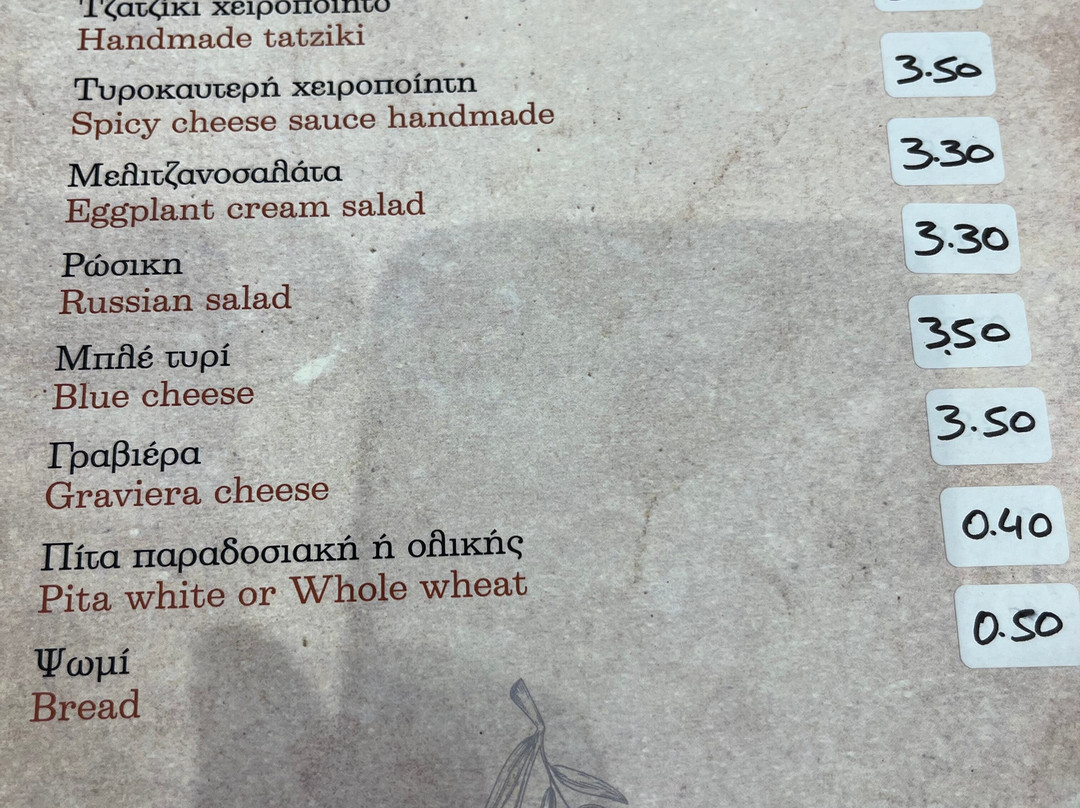 Τζατζίκι χειροποίητο
Handmade tatziki
Τυροκαυτερή χειροποίητη 3.50
Spicy cheese sauce handmade
Μελιτζανοσαλάτα 3.30
Eggplant cream salad
Ρώσικη 3.30
Russian salad
Μπλέ τυρί 3.50
Blue cheese
Γραβιέρα 3.50
Graviera cheese
Πίτα παραδοσιακή ή ολικής 0.40
Pita white or Whole wheat
Ψωμί 0.50
Bread